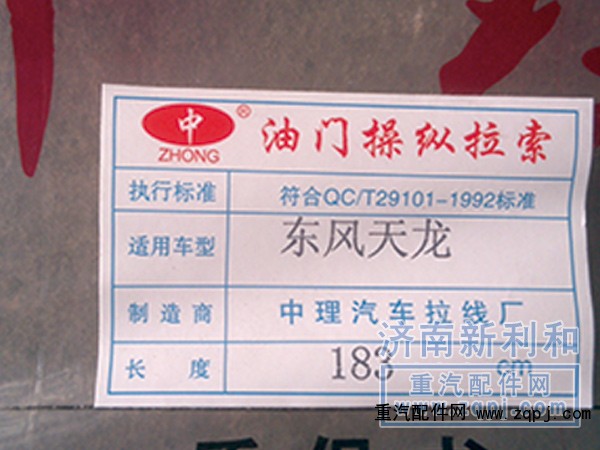 中® 油门操纵拉索
ZHONG
执行标准 符合QC/T29101-1992标准
适用车型 东风天龙
制造商 中理汽车拉线厂
长度 183 cm
济南新利和
重汽配件网
重汽配件网 www.zqpj.com